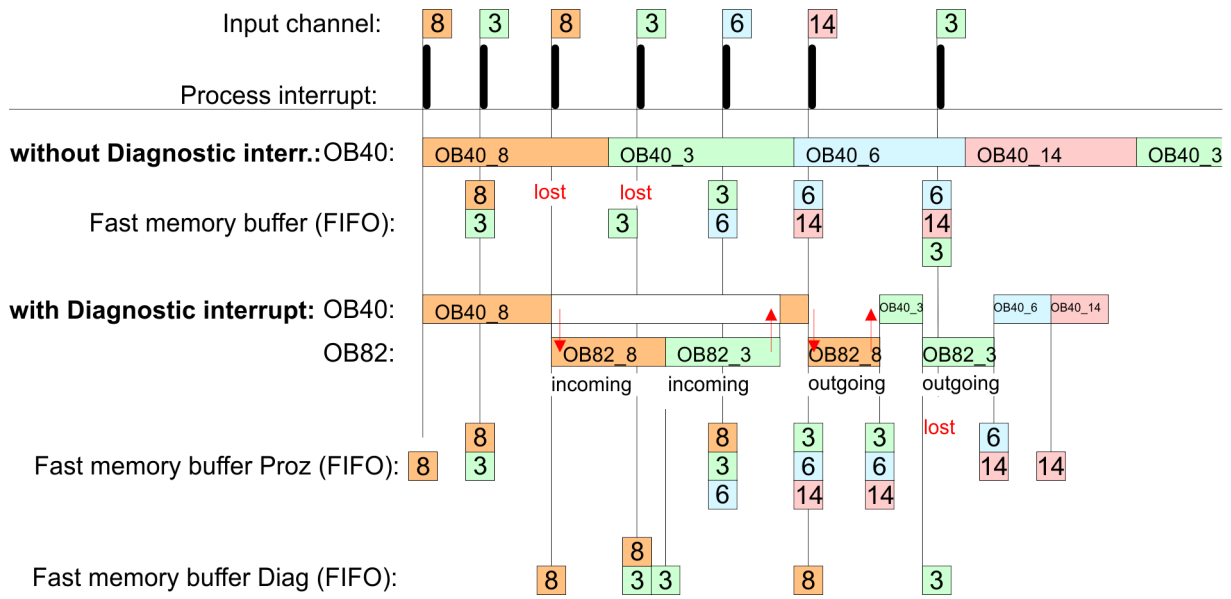 Input channel: 8 3 8 3 6 14 3
Process interrupt:
without Diagnostic interr.: OB40: OB40_8 OB40_3 OB40_6 OB40_14 OB40_3
8 lost lost 3 6 6
Fast memory buffer (FIFO): 3 3 6 14 14
3
with Diagnostic interrupt: OB40: OB40_8 OB40_3 OB40_6 OB40_14
OB82: OB82_8 OB82_3 OB82_8 OB82_3
incoming incoming outgoing outgoing
8 8 3 3 lost 6
Fast memory buffer Proz (FIFO): 8 3 3 6 6 14 14
6 14 14
8
Fast memory buffer Diag (FIFO): 8 3 3 8 3